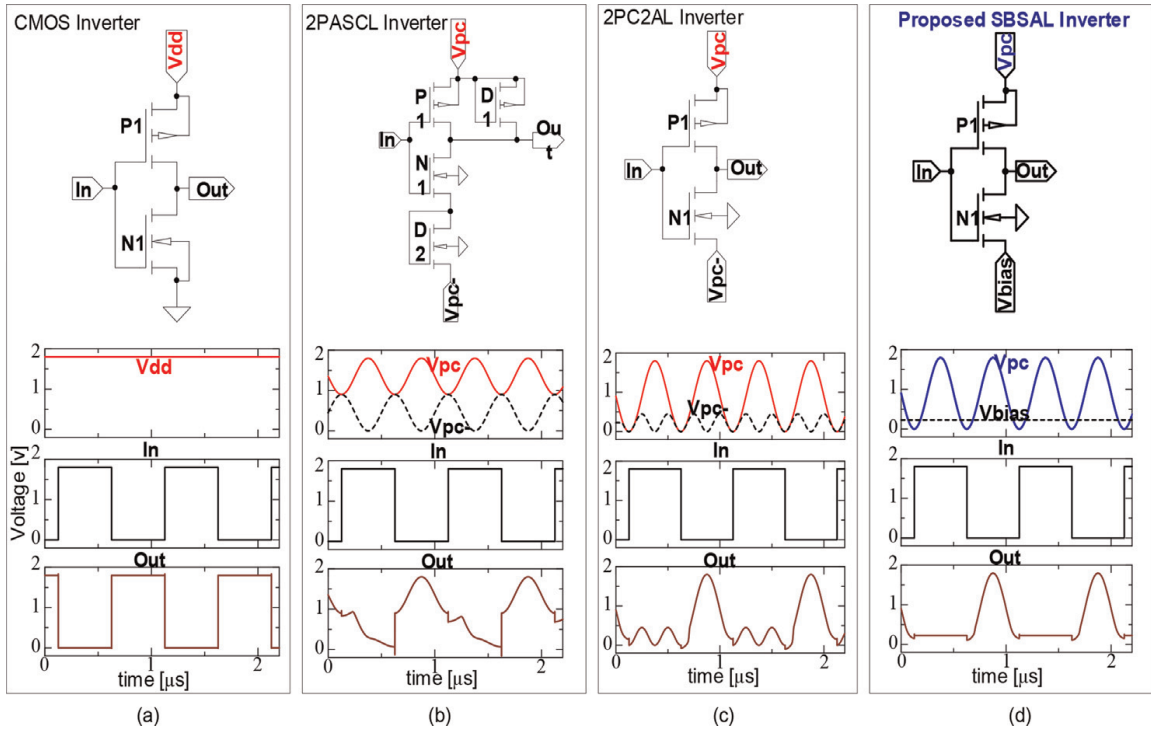 CMOS Inverter
Vdd
P1
In
Out
N1
2
Vdd
1
0
In
2
1
0
Voltage [v]
Out
2
1
0
0
1
2
time [μs]
(a)
2PASCL Inverter
Vpc
P
1
D
1
In
Ou
t
N
1
D
2
Vpc-
2
Vpc
1
0
Vpc-
In
2
1
0
Out
2
1
0
0
1
2
time [μs]
(b)
2PC2AL Inverter
Vpc
P1
In
Out
N1
Vpc-
2
Vpc
1
Vpc-
0
In
2
1
0
Out
2
1
0
0
1
2
time [μs]
(c)
Proposed SBSAL Inverter
Vpc
P1
In
Out
N1
Vbias
2
Vpc
1
Vbias
0
In
2
1
0
Out
2
1
0
0
1
2
time [μs]
(d)